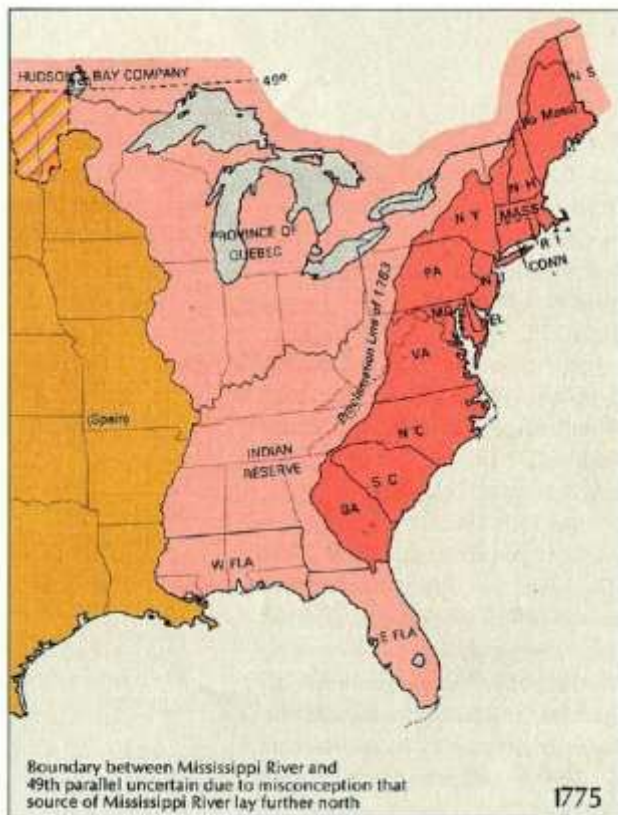 HUDSON'S BAY COMPANY
49°
N S
(to Mass)
N H
N Y
MASS
R I
CONN
PROVINCE OF
QUEBEC
PA
N J
MD
DEL
Proclamation Line of 1763
VA
(Spain)
N C
INDIAN
RESERVE
S C
GA
W FLA
E FLA
Boundary between Mississippi River and
49th parallel uncertain due to misconception that
source of Mississippi River lay further north
1775